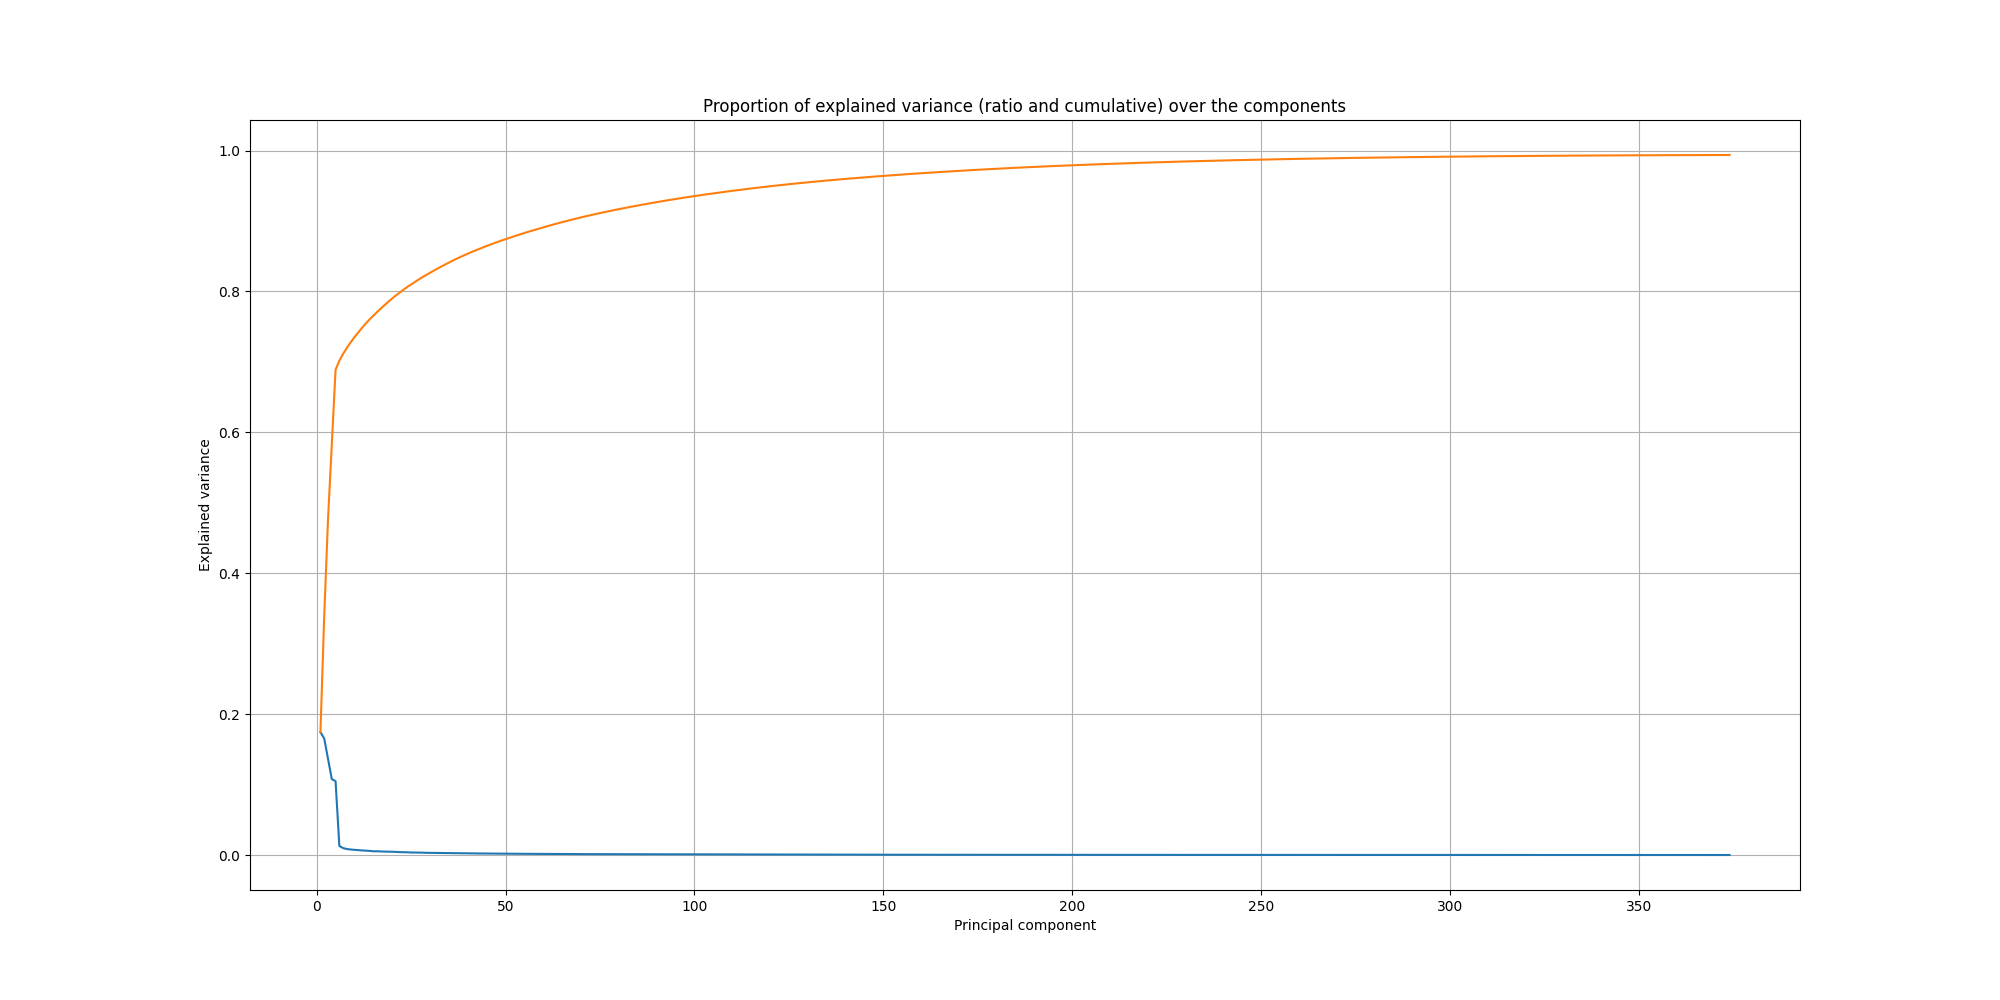 Proportion of explained variance (ratio and cumulative) over the components
1.0
0.8
0.6
0.4
0.2
0.0
Explained variance
0 50 100 150 200 250 300 350
Principal component